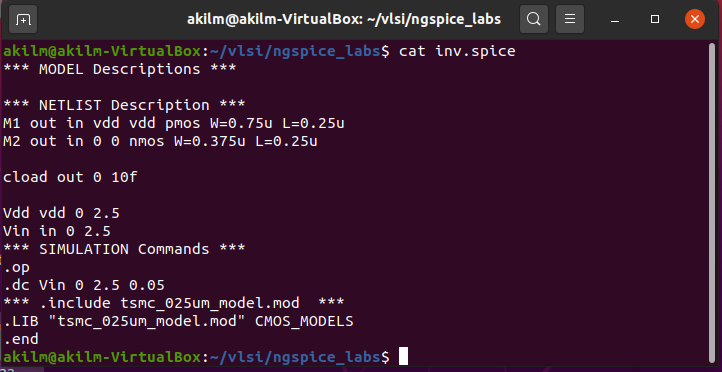 akilm@akilm-VirtualBox: ~/vlsi/ngspice_labs
akilm@akilm-VirtualBox:~/vlsi/ngspice_labs$ cat inv.spice
*** MODEL Descriptions ***
*** NETLIST Description ***
M1 out in vdd vdd pmos W=0.75u L=0.25u
M2 out in 0 0 nmos W=0.375u L=0.25u
cload out 0 10f
Vdd vdd 0 2.5
Vin in 0 2.5
*** SIMULATION Commands ***
.op
.dc Vin 0 2.5 0.05
*** .include tsmc_025um_model.mod  ***
.LIB "tsmc_025um_model.mod" CMOS_MODELS
.end
akilm@akilm-VirtualBox:~/vlsi/ngspice_labs$